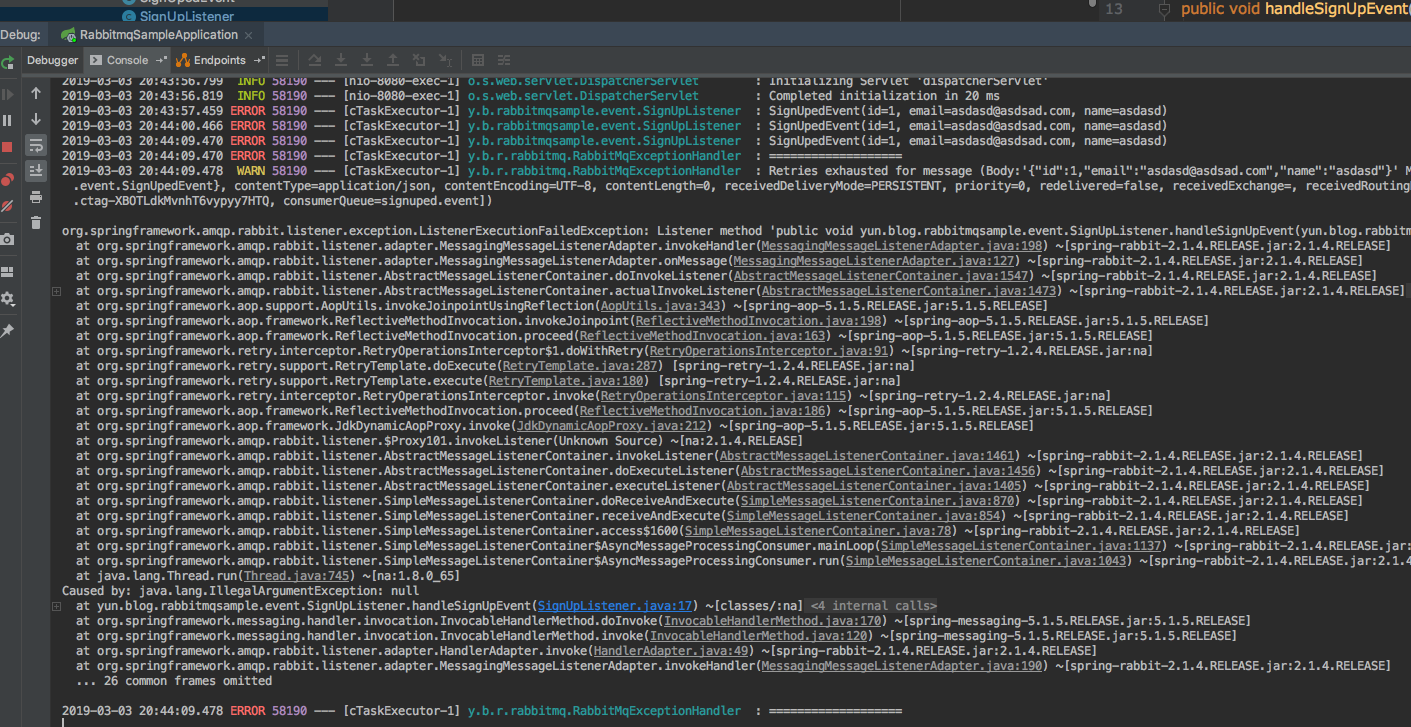 SignUpedEvent
SignUpListener
13 public void handleSignUpEvent(
Debug: RabbitmqSampleApplication
Debugger Console Endpoints
2019-03-03 20:43:56.799 INFO 58190 --- [nio-8080-exec-1] o.s.web.servlet.DispatcherServlet : Initializing Servlet 'dispatcherServlet'
2019-03-03 20:43:56.819 INFO 58190 --- [nio-8080-exec-1] o.s.web.servlet.DispatcherServlet : Completed initialization in 20 ms
2019-03-03 20:43:57.459 ERROR 58190 --- [cTaskExecutor-1] y.b.rabbitmqsample.event.SignUpListener : SignUpedEvent(id=1, email=asdasd@asdsad.com, name=asdasd)
2019-03-03 20:44:00.466 ERROR 58190 --- [cTaskExecutor-1] y.b.rabbitmqsample.event.SignUpListener : SignUpedEvent(id=1, email=asdasd@asdsad.com, name=asdasd)
2019-03-03 20:44:09.470 ERROR 58190 --- [cTaskExecutor-1] y.b.rabbitmqsample.event.SignUpListener : SignUpedEvent(id=1, email=asdasd@asdsad.com, name=asdasd)
2019-03-03 20:44:09.470 ERROR 58190 --- [cTaskExecutor-1] y.b.r.rabbitmq.RabbitMqExceptionHandler : ===================
2019-03-03 20:44:09.470 WARN 58190 --- [cTaskExecutor-1] y.b.r.rabbitmq.RabbitMqExceptionHandler : Retries exhausted for message (Body:'{"id":1,"email":"asdasd@asdsad.com","name":"asdasd"}' M
.event.SignUpedEvent}, contentType=application/json, contentEncoding=UTF-8, contentLength=0, receivedDeliveryMode=PERSISTENT, priority=0, redelivered=false, receivedExchange=, receivedRoutingK
.ctag-XBOTLdkMvnhT6vypyy7HTQ, consumerQueue=signuped.event])
org.springframework.amqp.rabbit.listener.exception.ListenerExecutionFailedException: Listener method 'public void yun.blog.rabbitmqsample.event.SignUpListener.handleSignUpEvent(yun.blog.rabbitm
at org.springframework.amqp.rabbit.listener.adapter.MessagingMessageListenerAdapter.invokeHandler(MessagingMessageListenerAdapter.java:198) ~[spring-rabbit-2.1.4.RELEASE.jar:2.1.4.RELEASE]
at org.springframework.amqp.rabbit.listener.adapter.MessagingMessageListenerAdapter.onMessage(MessagingMessageListenerAdapter.java:127) ~[spring-rabbit-2.1.4.RELEASE.jar:2.1.4.RELEASE]
at org.springframework.amqp.rabbit.listener.AbstractMessageListenerContainer.doInvokeListener(AbstractMessageListenerContainer.java:1547) ~[spring-rabbit-2.1.4.RELEASE.jar:2.1.4.RELEASE]
at org.springframework.amqp.rabbit.listener.AbstractMessageListenerContainer.actualInvokeListener(AbstractMessageListenerContainer.java:1473) ~[spring-rabbit-2.1.4.RELEASE.jar:2.1.4.RELEASE]
at org.springframework.aop.support.AopUtils.invokeJoinpointUsingReflection(AopUtils.java:343) ~[spring-aop-5.1.5.RELEASE.jar:5.1.5.RELEASE]
at org.springframework.aop.framework.ReflectiveMethodInvocation.invokeJoinpoint(ReflectiveMethodInvocation.java:198) ~[spring-aop-5.1.5.RELEASE.jar:5.1.5.RELEASE]
at org.springframework.aop.framework.ReflectiveMethodInvocation.proceed(ReflectiveMethodInvocation.java:163) ~[spring-aop-5.1.5.RELEASE.jar:5.1.5.RELEASE]
at org.springframework.retry.interceptor.RetryOperationsInterceptor$1.doWithRetry(RetryOperationsInterceptor.java:91) ~[spring-retry-1.2.4.RELEASE.jar:na]
at org.springframework.retry.support.RetryTemplate.doExecute(RetryTemplate.java:287) [spring-retry-1.2.4.RELEASE.jar:na]
at org.springframework.retry.support.RetryTemplate.execute(RetryTemplate.java:180) [spring-retry-1.2.4.RELEASE.jar:na]
at org.springframework.retry.interceptor.RetryOperationsInterceptor.invoke(RetryOperationsInterceptor.java:115) ~[spring-retry-1.2.4.RELEASE.jar:na]
at org.springframework.aop.framework.ReflectiveMethodInvocation.proceed(ReflectiveMethodInvocation.java:186) ~[spring-aop-5.1.5.RELEASE.jar:5.1.5.RELEASE]
at org.springframework.aop.framework.JdkDynamicAopProxy.invoke(JdkDynamicAopProxy.java:212) ~[spring-aop-5.1.5.RELEASE.jar:5.1.5.RELEASE]
at org.springframework.amqp.rabbit.listener.$Proxy101.invokeListener(Unknown Source) ~[na:2.1.4.RELEASE]
at org.springframework.amqp.rabbit.listener.AbstractMessageListenerContainer.invokeListener(AbstractMessageListenerContainer.java:1461) ~[spring-rabbit-2.1.4.RELEASE.jar:2.1.4.RELEASE]
at org.springframework.amqp.rabbit.listener.AbstractMessageListenerContainer.doExecuteListener(AbstractMessageListenerContainer.java:1456) ~[spring-rabbit-2.1.4.RELEASE.jar:2.1.4.RELEASE]
at org.springframework.amqp.rabbit.listener.AbstractMessageListenerContainer.executeListener(AbstractMessageListenerContainer.java:1405) ~[spring-rabbit-2.1.4.RELEASE.jar:2.1.4.RELEASE]
at org.springframework.amqp.rabbit.listener.SimpleMessageListenerContainer.doReceiveAndExecute(SimpleMessageListenerContainer.java:870) ~[spring-rabbit-2.1.4.RELEASE.jar:2.1.4.RELEASE]
at org.springframework.amqp.rabbit.listener.SimpleMessageListenerContainer.receiveAndExecute(SimpleMessageListenerContainer.java:854) ~[spring-rabbit-2.1.4.RELEASE.jar:2.1.4.RELEASE]
at org.springframework.amqp.rabbit.listener.SimpleMessageListenerContainer.access$1600(SimpleMessageListenerContainer.java:78) ~[spring-rabbit-2.1.4.RELEASE.jar:2.1.4.RELEASE]
at org.springframework.amqp.rabbit.listener.SimpleMessageListenerContainer$AsyncMessageProcessingConsumer.mainLoop(SimpleMessageListenerContainer.java:1137) ~[spring-rabbit-2.1.4.RELEASE.jar:
at org.springframework.amqp.rabbit.listener.SimpleMessageListenerContainer$AsyncMessageProcessingConsumer.run(SimpleMessageListenerContainer.java:1043) ~[spring-rabbit-2.1.4.RELEASE.jar:2.1.4
at java.lang.Thread.run(Thread.java:745) ~[na:1.8.0_65]
Caused by: java.lang.IllegalArgumentException: null
at yun.blog.rabbitmqsample.event.SignUpListener.handleSignUpEvent(SignUpListener.java:17) ~[classes/:na] <4 internal calls>
at org.springframework.messaging.handler.invocation.InvocableHandlerMethod.doInvoke(InvocableHandlerMethod.java:170) ~[spring-messaging-5.1.5.RELEASE.jar:5.1.5.RELEASE]
at org.springframework.messaging.handler.invocation.InvocableHandlerMethod.invoke(InvocableHandlerMethod.java:120) ~[spring-messaging-5.1.5.RELEASE.jar:5.1.5.RELEASE]
at org.springframework.amqp.rabbit.listener.adapter.HandlerAdapter.invoke(HandlerAdapter.java:49) ~[spring-rabbit-2.1.4.RELEASE.jar:2.1.4.RELEASE]
at org.springframework.amqp.rabbit.listener.adapter.MessagingMessageListenerAdapter.invokeHandler(MessagingMessageListenerAdapter.java:190) ~[spring-rabbit-2.1.4.RELEASE.jar:2.1.4.RELEASE]
... 26 common frames omitted
2019-03-03 20:44:09.478 ERROR 58190 --- [cTaskExecutor-1] y.b.r.rabbitmq.RabbitMqExceptionHandler : ===================